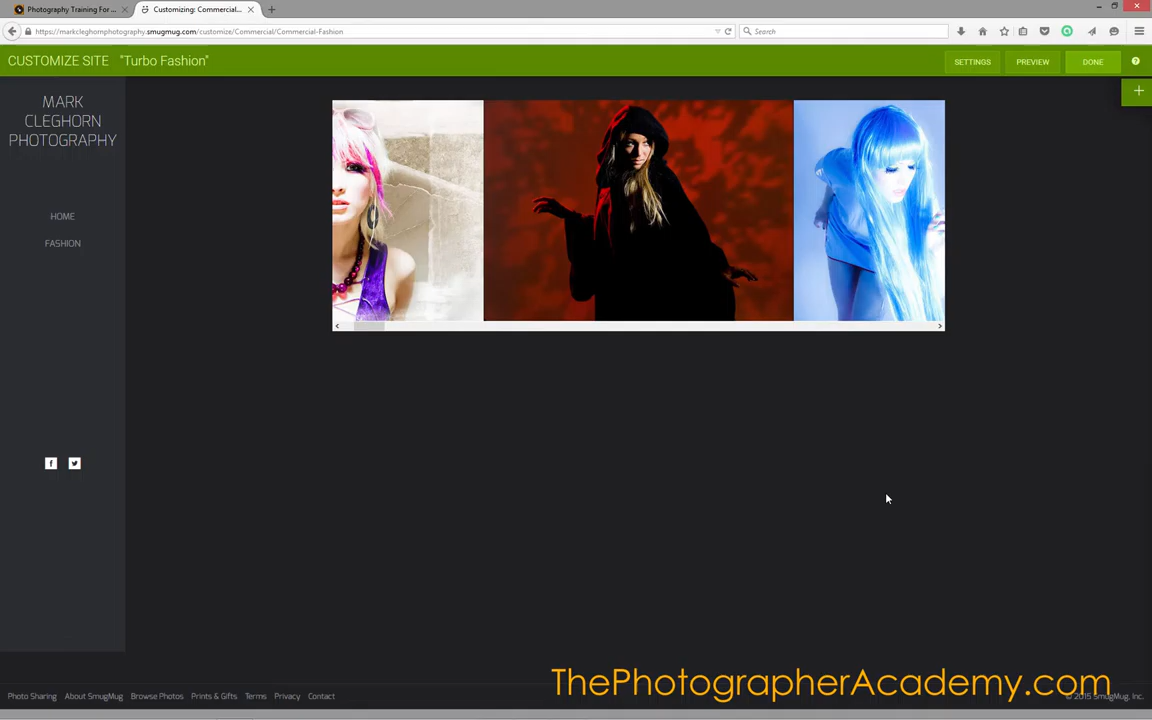 Photography Training For ...
Customizing: Commercial...
https://markcleghornphotography.smugmug.com/customize/Commercial/Commercial-Fashion
Search
CUSTOMIZE SITE "Turbo Fashion"
SETTINGS
PREVIEW
DONE
?
+
MARK
CLEGHORN
PHOTOGRAPHY
HOME
FASHION
Photo Sharing
About SmugMug
Browse Photos
Prints & Gifts
Terms
Privacy
Contact
ThePhotographerAcademy.com
© 2015 SmugMug, Inc.